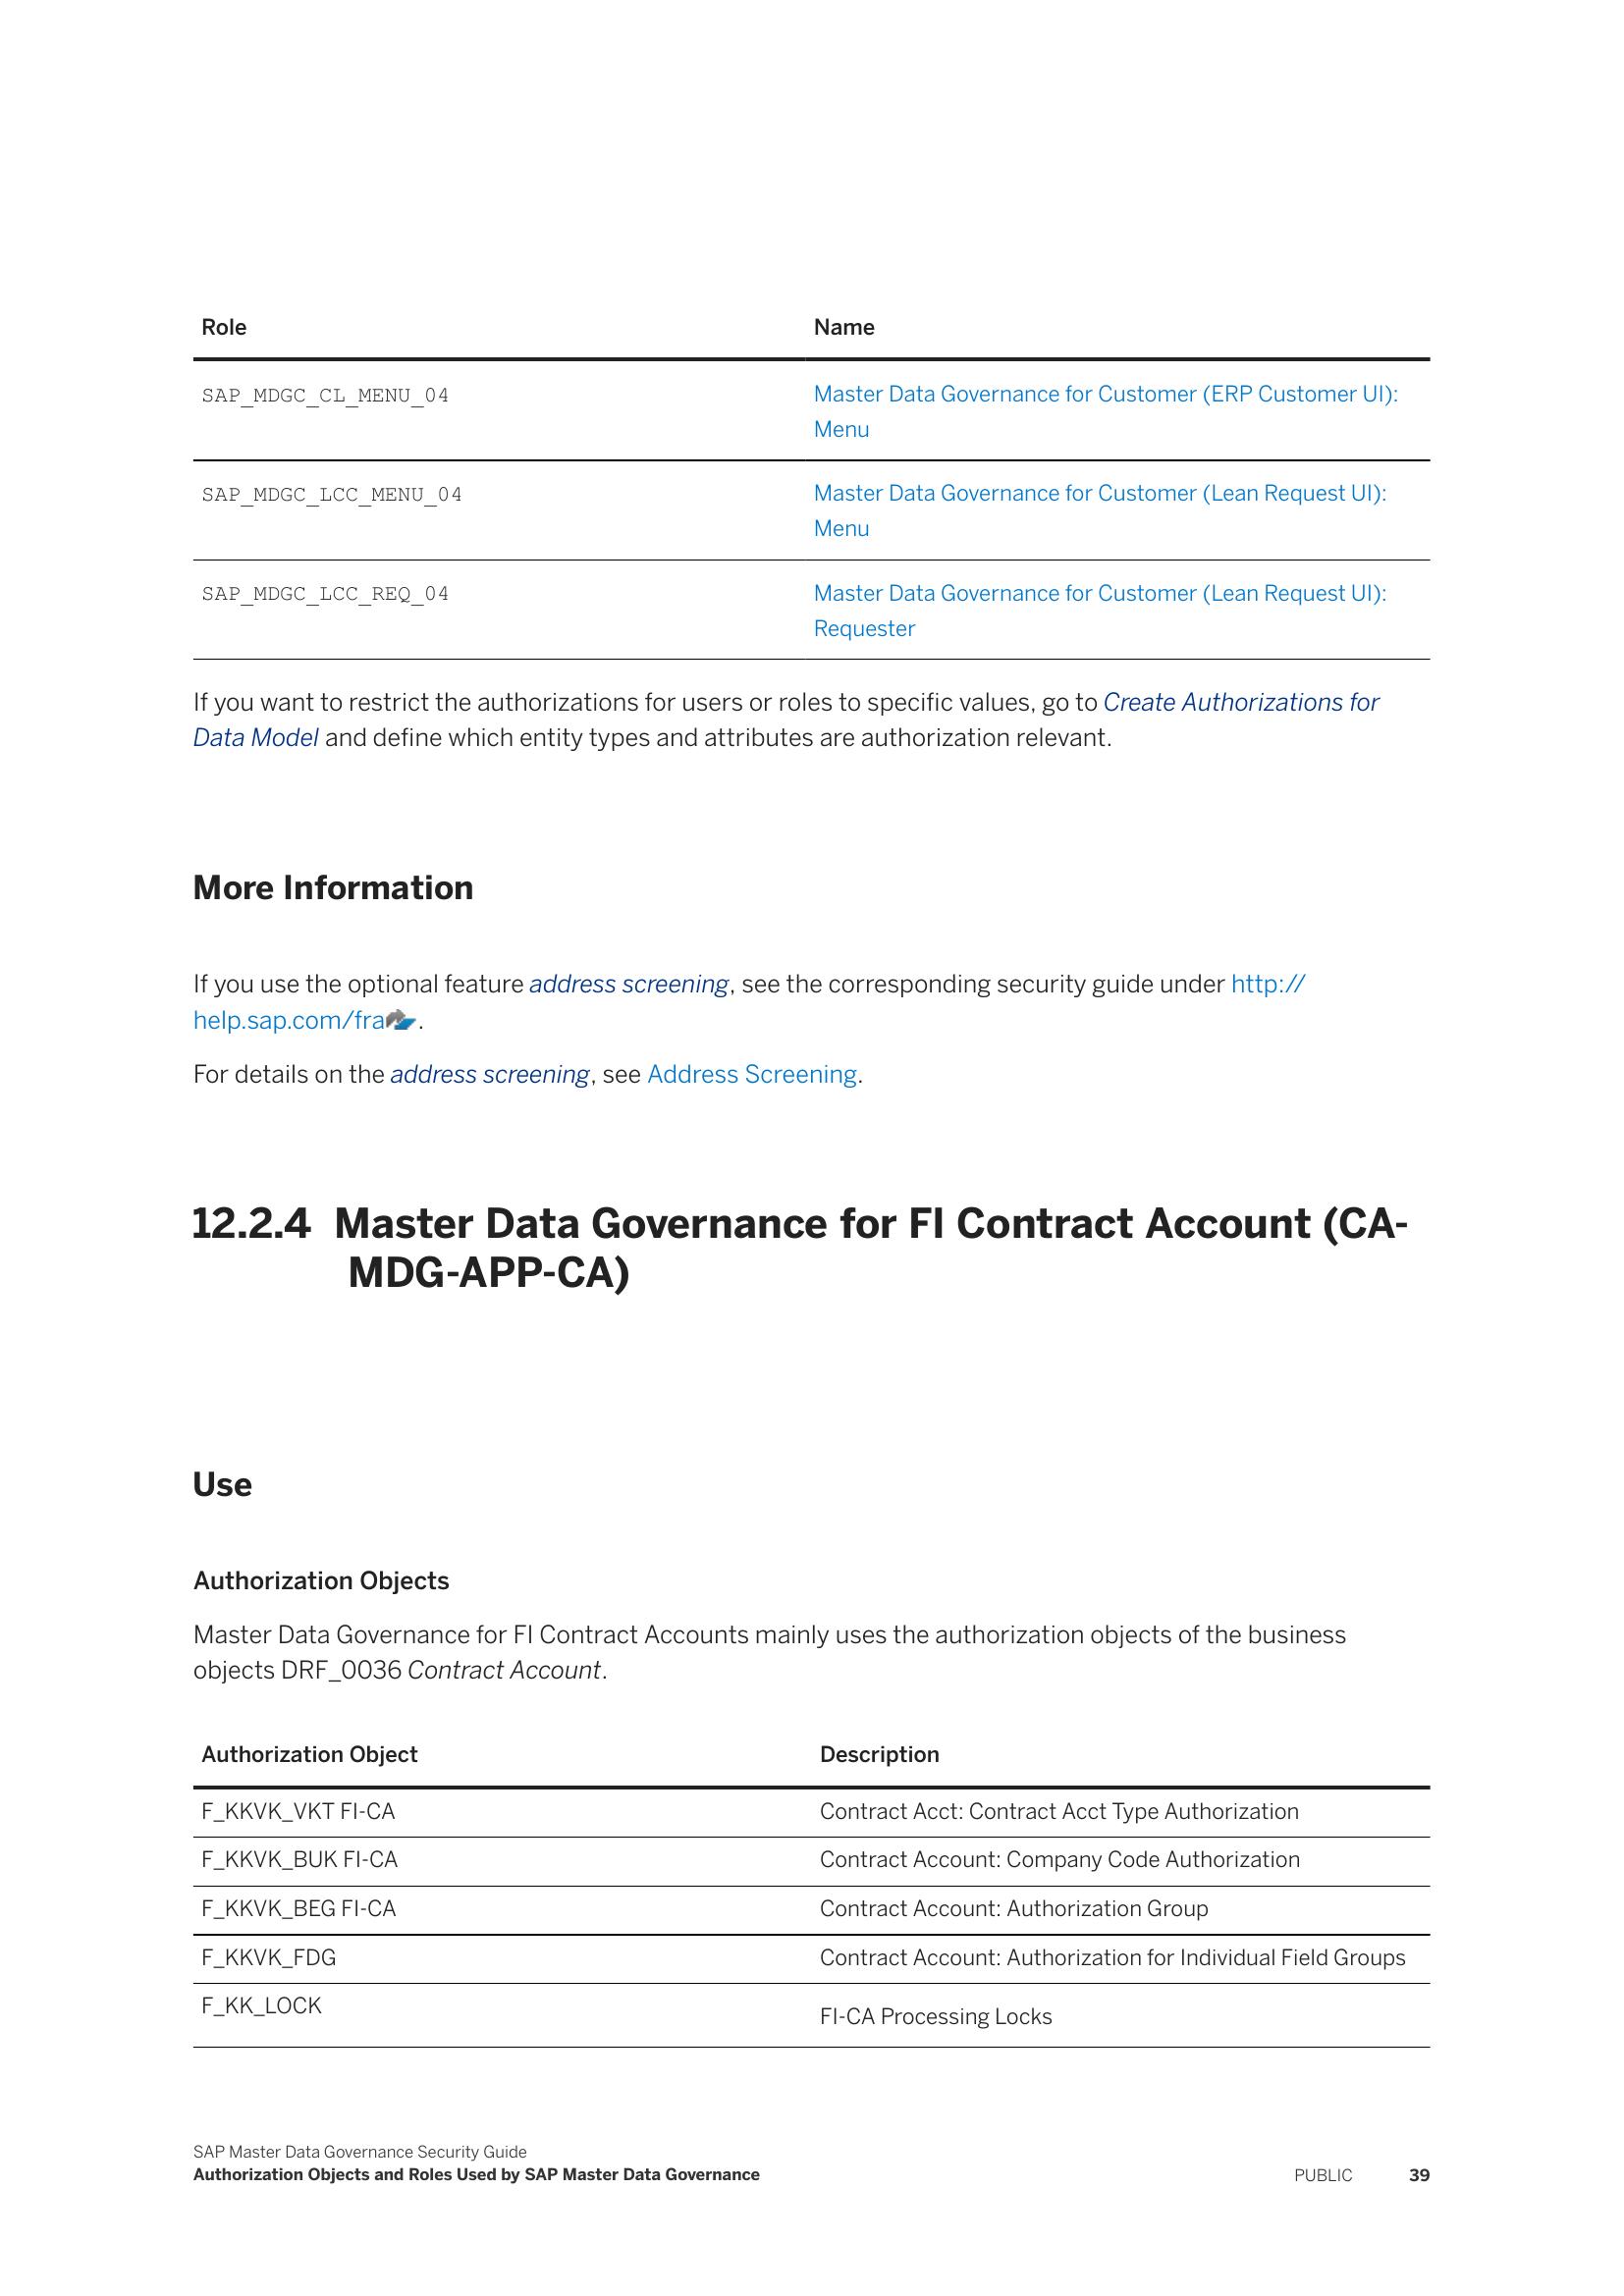 Role Name
SAP_MDGC_CL_MENU_04 Master Data Governance for Customer (ERP Customer UI):
Menu
SAP_MDGC_LCC_MENU_04 Master Data Governance for Customer (Lean Request UI):
Menu
SAP_MDGC_LCC_REQ_04 Master Data Governance for Customer (Lean Request UI):
Requester
If you want to restrict the authorizations for users or roles to specific values, go to Create Authorizations for
Data Model and define which entity types and attributes are authorization relevant.
More Information
If you use the optional feature address screening, see the corresponding security guide under http://
help.sap.com/fra.
For details on the address screening, see Address Screening.
12.2.4 Master Data Governance for FI Contract Account (CA-
MDG-APP-CA)
Use
Authorization Objects
Master Data Governance for FI Contract Accounts mainly uses the authorization objects of the business
objects DRF_0036 Contract Account.
Authorization Object Description
F_KKVK_VKT FI-CA Contract Acct: Contract Acct Type Authorization
F_KKVK_BUK FI-CA Contract Account: Company Code Authorization
F_KKVK_BEG FI-CA Contract Account: Authorization Group
F_KKVK_FDG Contract Account: Authorization for Individual Field Groups
F_KK_LOCK FI-CA Processing Locks
SAP Master Data Governance Security Guide
Authorization Objects and Roles Used by SAP Master Data Governance PUBLIC 39